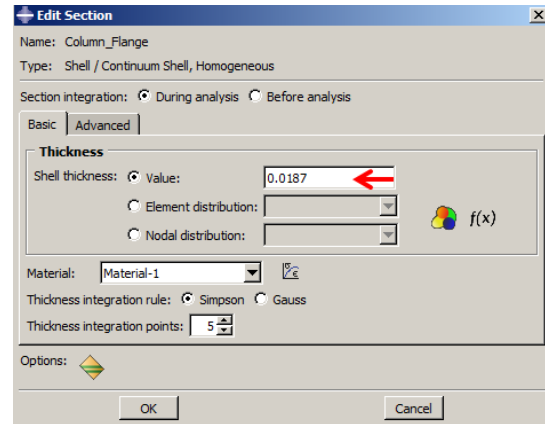 Edit Section
Name: Column_Flange
Type: Shell / Continuum Shell, Homogeneous
Section integration: During analysis Before analysis
Basic Advanced
Thickness
Shell thickness: Value: 0.0187
Element distribution:
f(x)
Nodal distribution:
Material: Material-1 σ ε
Thickness integration rule: Simpson Gauss
Thickness integration points: 5
Options:
OK Cancel